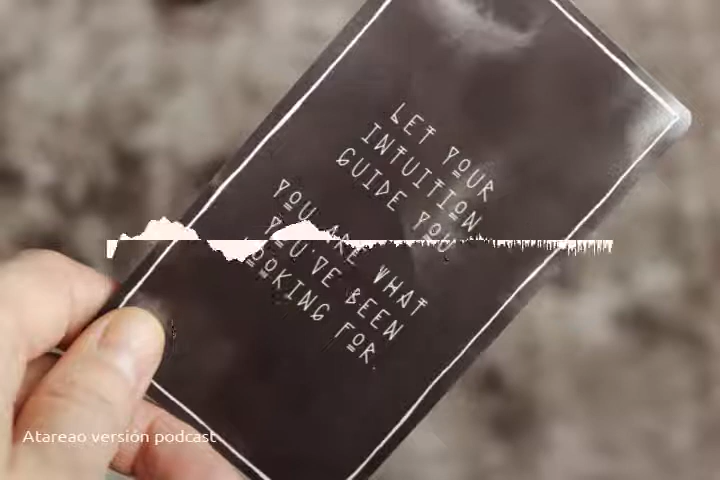 LET YOUR
INTUITION
GUIDE YOU
YOU ARE WHAT
YOU'VE BEEN
LOOKING FOR.
Atareao versión podcast